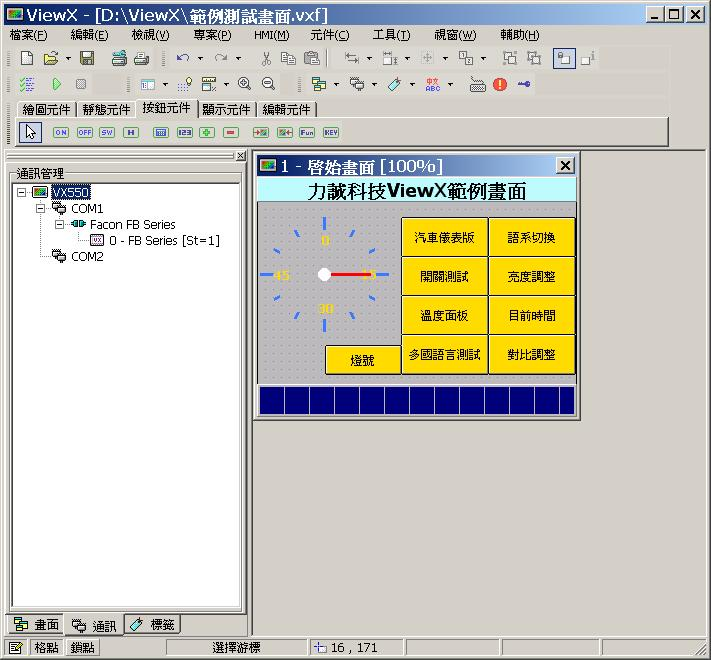 ViewX - [D:\ViewX\範例測試畫面.vxf]
檔案(F) 編輯(E) 檢視(V) 專案(P) HMI(M) 元件(C) 工具(T) 視窗(W) 輔助(H)
中文 ABC
繪圖元件 靜態元件 按鈕元件 顯示元件 編輯元件
ON OFF SW H 123 Fun KEY
通訊管理
VX550
COM1
Facon FB Series
VX 0 - FB Series [St=1]
COM2
1 - 啓始畫面 [100%]
力誠科技ViewX範例畫面
0
45 15
30
汽車儀表版 語系切換
開關測試 亮度調整
溫度面板 目前時間
多國語言測試 對比調整
燈號
畫面 通訊 標籤
格點 鎖點 選擇游標 16 , 171